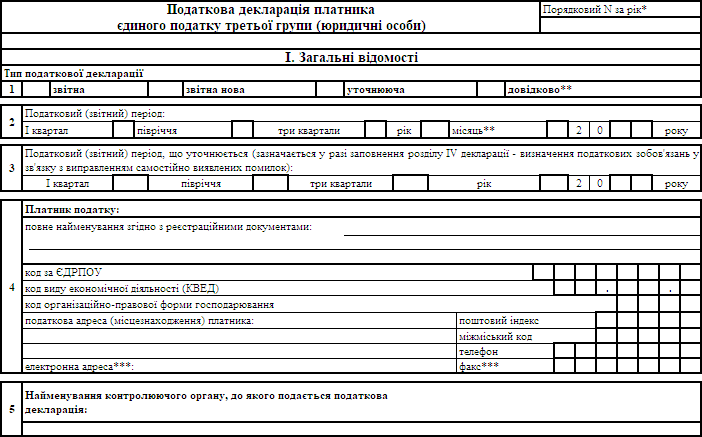 Податкова декларація платника
єдиного податку третьої групи (юридичні особи)
Порядковий N за рік*
І. Загальні відомості
Тип податкової декларації
1 звітна звітна нова уточнююча довідково**
2 Податковий (звітний) період:
І квартал півріччя три квартали рік місяць** 2 0 року
3 Податковий (звітний) період, що уточнюється (зазначається у разі заповнення розділу IV декларації - визначення податкових зобов'язань у
зв'язку з виправленням самостійно виявлених помилок):
І квартал півріччя три квартали рік 2 0 року
4 Платник податку:
повне найменування згідно з реєстраційними документами:
код за ЄДРПОУ
код виду економічної діяльності (КВЕД) . .
код організаційно-правової форми господарювання
податкова адреса (місцезнаходження) платника: поштовий індекс
міжміський код
телефон
електронна адреса***: факс***
5 Найменування контролюючого органу, до якого подається податкова
декларація: